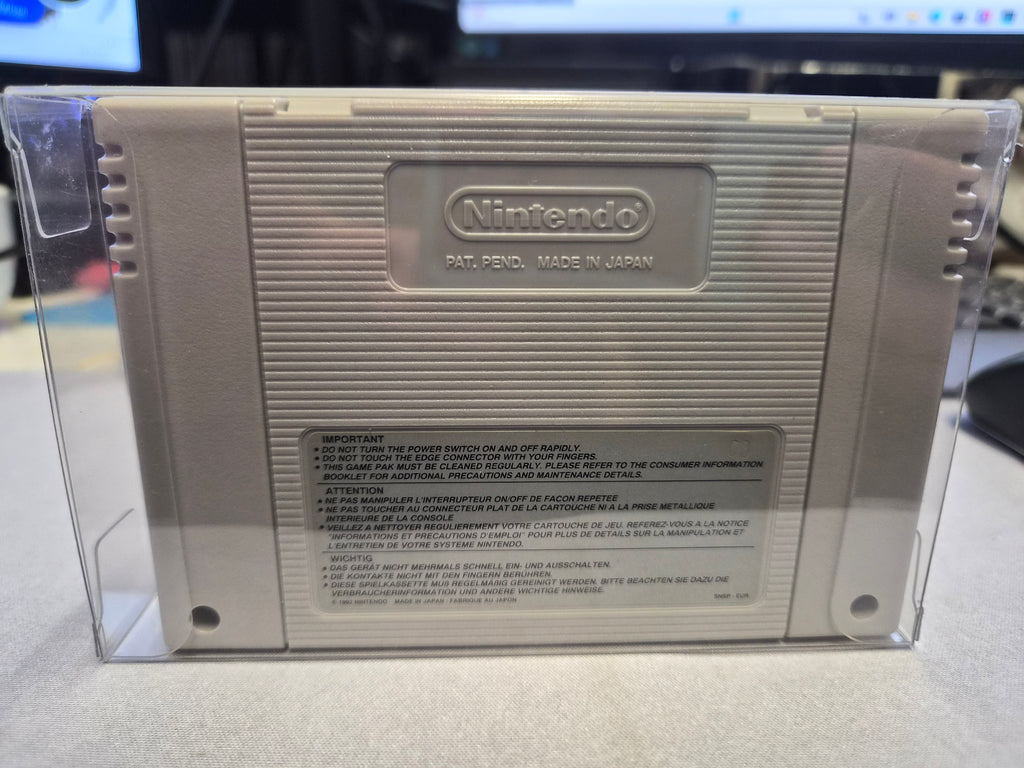 Nintendo®
PAT. PEND. MADE IN JAPAN
IMPORTANT
• DO NOT TURN THE POWER SWITCH ON AND OFF RAPIDLY.
• DO NOT TOUCH THE EDGE CONNECTOR WITH YOUR FINGERS.
• THIS GAME PAK MUST BE CLEANED REGULARLY. PLEASE REFER TO THE CONSUMER INFORMATION
BOOKLET FOR ADDITIONAL PRECAUTIONS AND MAINTENANCE DETAILS.
ATTENTION
• NE PAS MANIPULER L'INTERRUPTEUR ON/OFF DE FACON REPETEE
• NE PAS TOUCHER AU CONNECTEUR PLAT DE LA CARTOUCHE NI A LA PRISE METALLIQUE
INTERIEURE DE LA CONSOLE
• VEILLEZ A NETTOYER REGULIEREMENT VOTRE CARTOUCHE DE JEU. REFEREZ-VOUS A LA NOTICE
"INFORMATIONS ET PRECAUTIONS D'EMPLOI" POUR PLUS DE DETAILS SUR LA MANIPULATION ET
L'ENTRETIEN DE VOTRE SYSTEME NINTENDO.
WICHTIG
• DAS GERÄT NICHT MEHRMALS SCHNELL EIN- UND AUSSCHALTEN.
• DIE KONTAKTE NICHT MIT DEN FINGERN BERÜHREN.
• DIESE SPIELKASSETTE MUß REGELMÄßIG GEREINIGT WERDEN. BITTE BEACHTEN SIE DAZU DIE
VERBRAUCHERINFORMATION UND ANDERE WICHTIGE HINWEISE.
© 1992 NINTENDO MADE IN JAPAN · FABRIQUE AU JAPON
SNSP - EUR